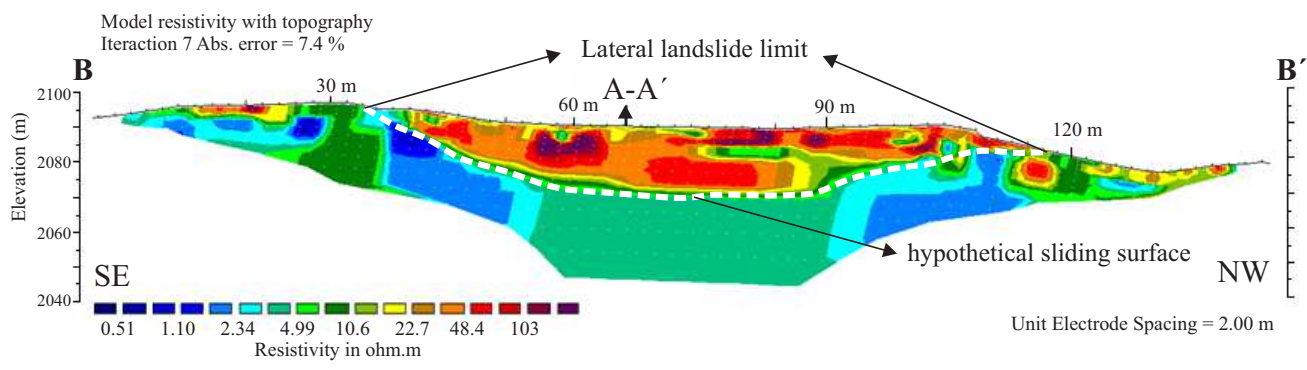 Model resistivity with topography
Iteraction 7 Abs. error = 7.4 %
Lateral landslide limit
B
B´
A-A´
30 m
60 m
90 m
120 m
2100
2080
2060
2040
Elevation (m)
hypothetical sliding surface
SE
NW
0.51 1.10 2.34 4.99 10.6 22.7 48.4 103
Resistivity in ohm.m
Unit Electrode Spacing = 2.00 m